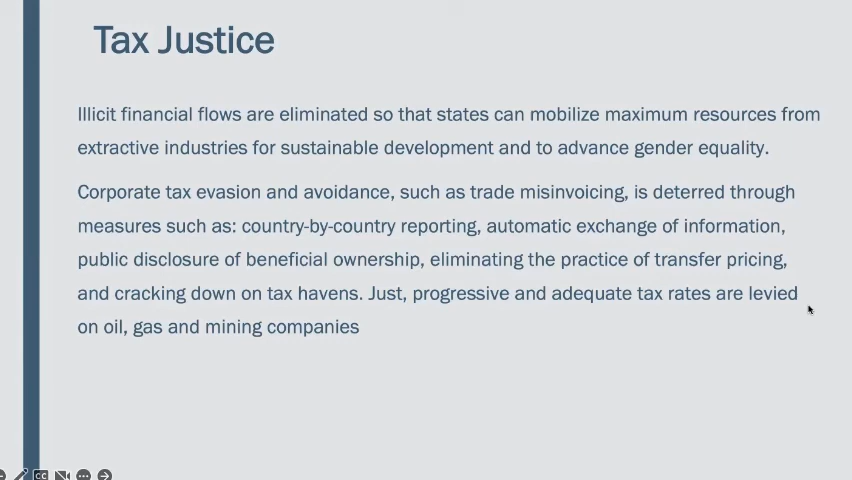 Tax Justice
Illicit financial flows are eliminated so that states can mobilize maximum resources from
extractive industries for sustainable development and to advance gender equality.
Corporate tax evasion and avoidance, such as trade misinvoicing, is deterred through
measures such as: country-by-country reporting, automatic exchange of information,
public disclosure of beneficial ownership, eliminating the practice of transfer pricing,
and cracking down on tax havens. Just, progressive and adequate tax rates are levied
on oil, gas and mining companies
CC